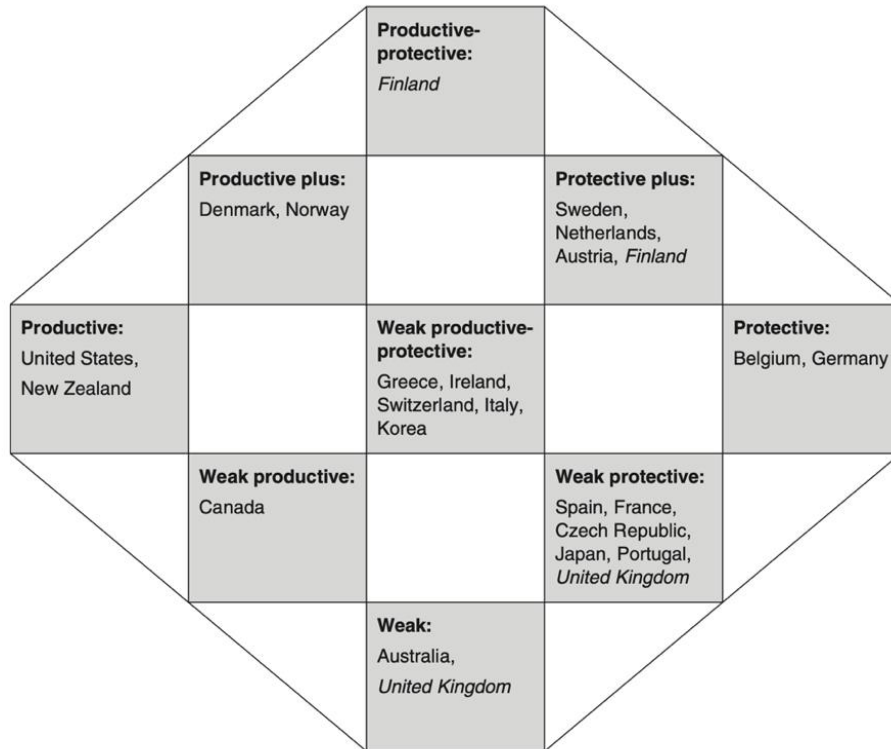 Productive-
protective:
Finland
Productive plus:
Denmark, Norway
Protective plus:
Sweden,
Netherlands,
Austria, Finland
Productive:
United States,
New Zealand
Weak productive-
protective:
Greece, Ireland,
Switzerland, Italy,
Korea
Protective:
Belgium, Germany
Weak productive:
Canada
Weak protective:
Spain, France,
Czech Republic,
Japan, Portugal,
United Kingdom
Weak:
Australia,
United Kingdom